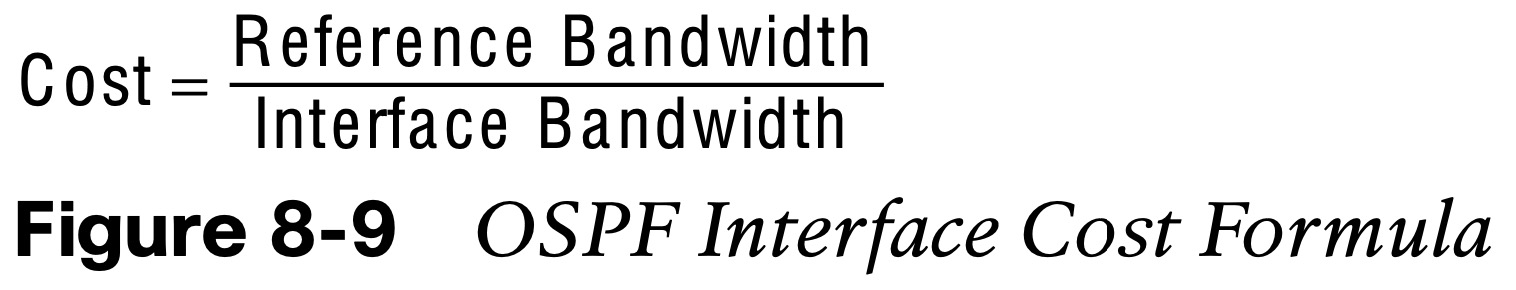 Cost = Reference Bandwidth
Interface Bandwidth
Figure 8-9 OSPF Interface Cost Formula